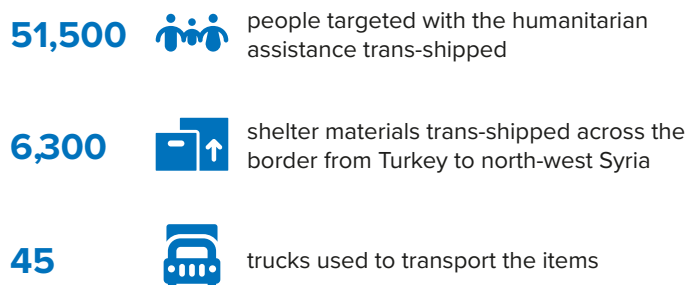 51,500
people targeted with the humanitarian
assistance trans-shipped
6,300
shelter materials trans-shipped across the
border from Turkey to north-west Syria
45
trucks used to transport the items